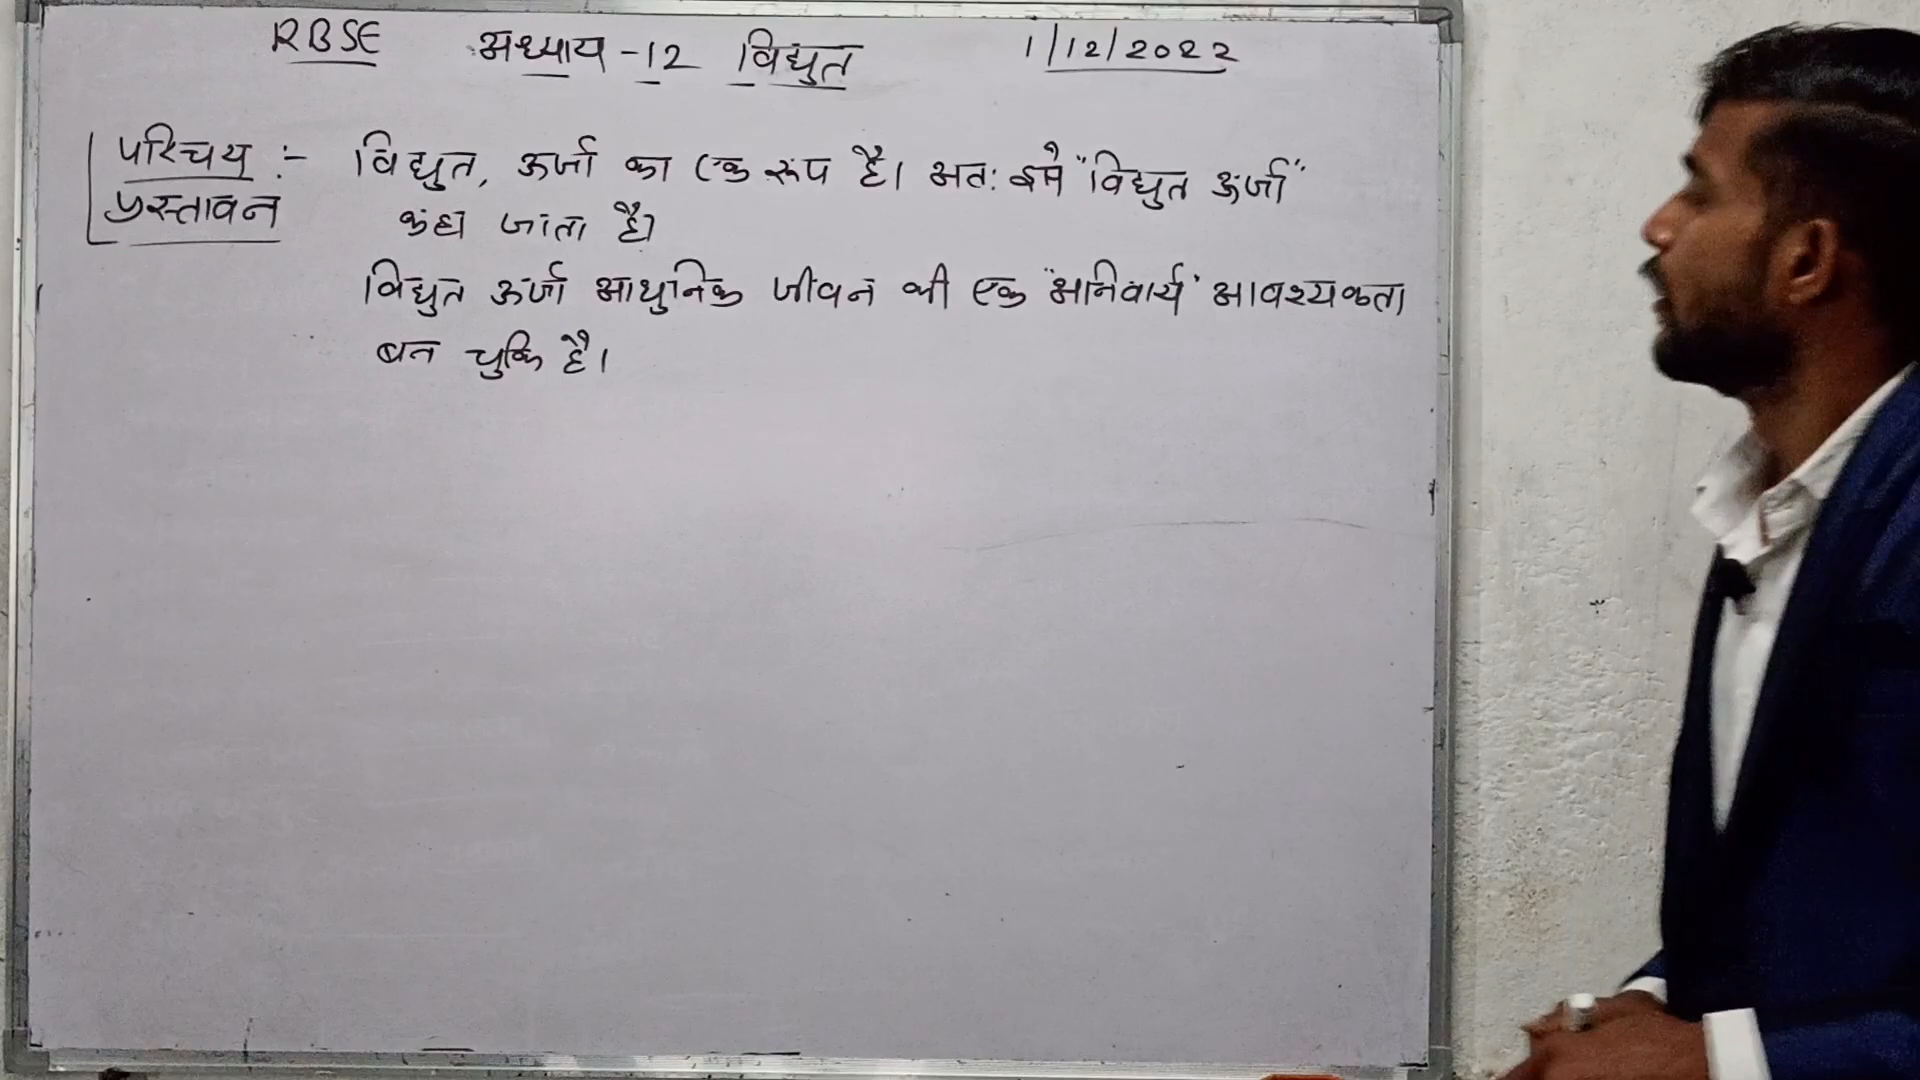 RBSE अध्याय -12 विद्युत 1/12/2022
परिचय :- विद्युत, ऊर्जा का एक रूप है। अतः इसे "विद्युत ऊर्जा"
प्रस्तावन कहा जाता है।
विद्युत ऊर्जा आधुनिक जीवन की एक "अनिवार्य" आवश्यकता
बन चुकि है।